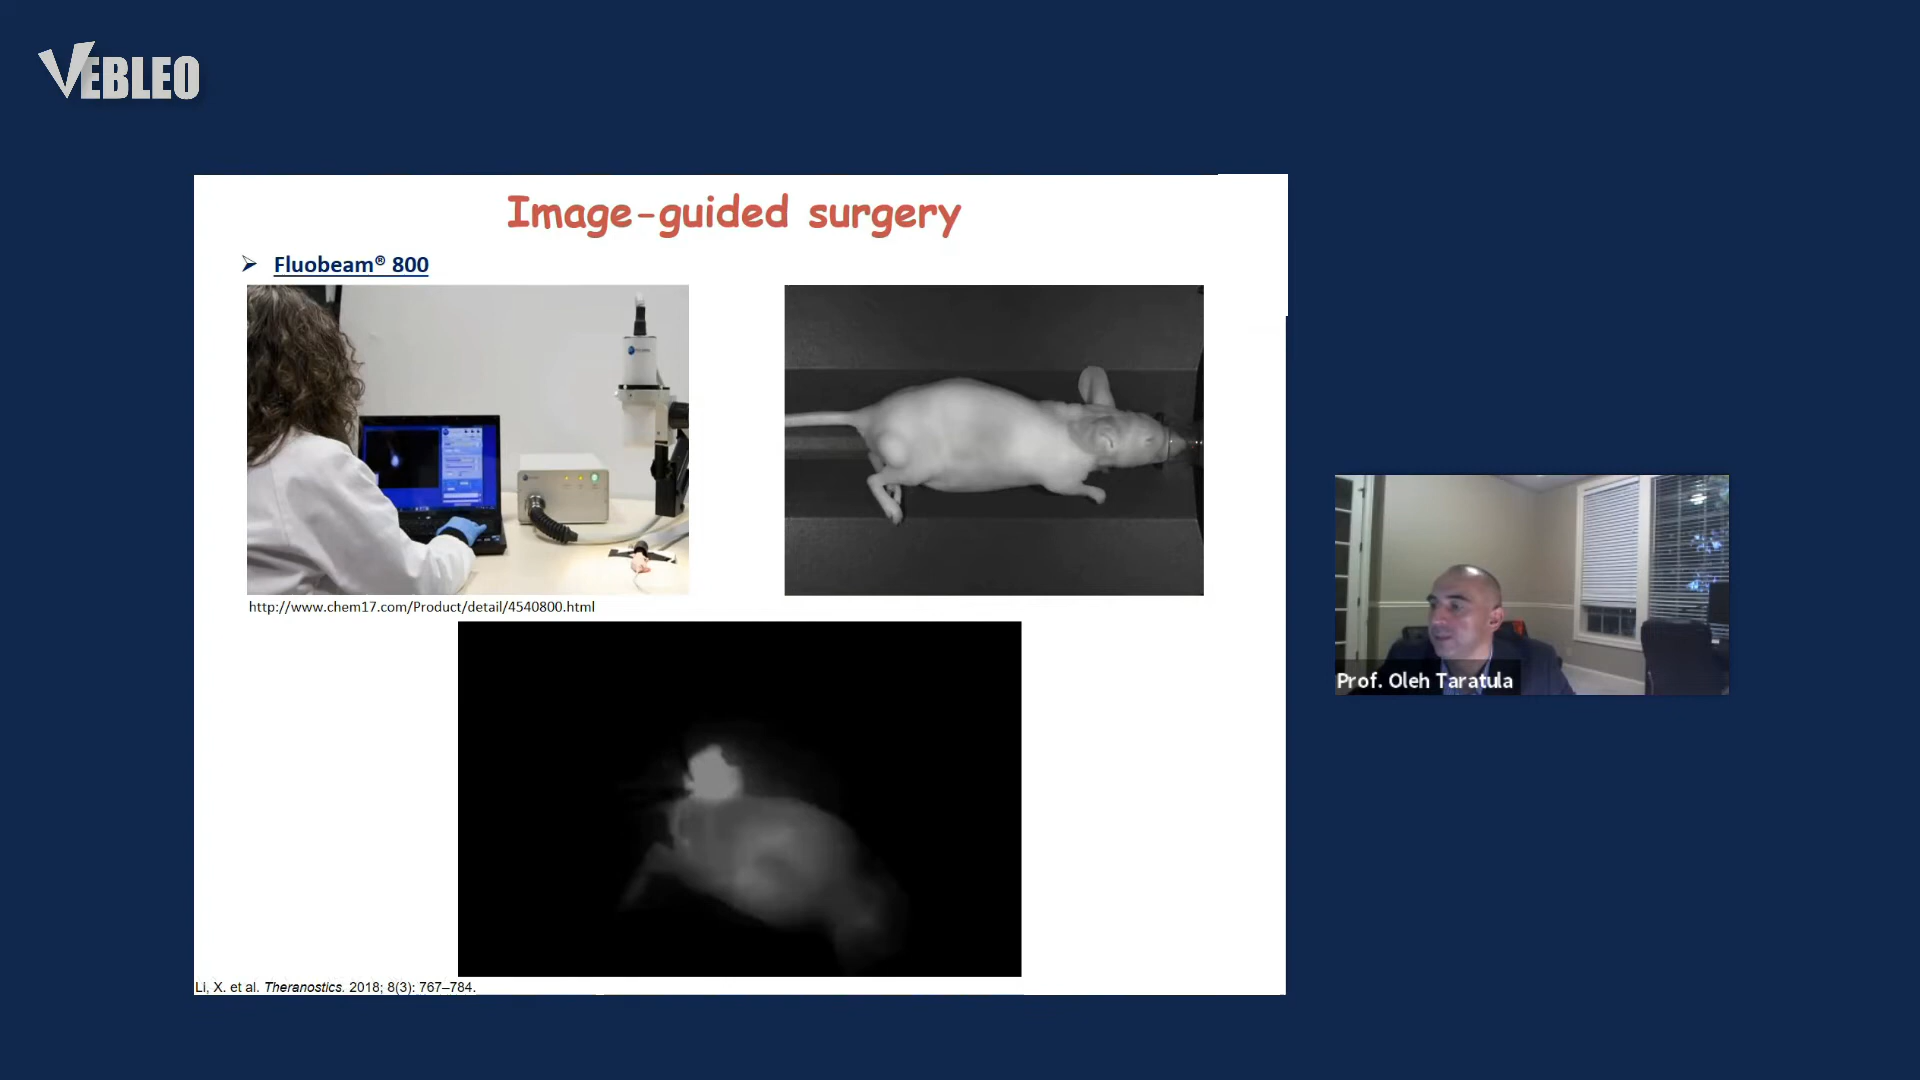 VEBLEO
Image-guided surgery
Fluobeam® 800
http://www.chem17.com/Product/detail/4540800.html
Prof. Oleh Taratula
Li, X. et al. Theranostics. 2018; 8(3): 767–784.